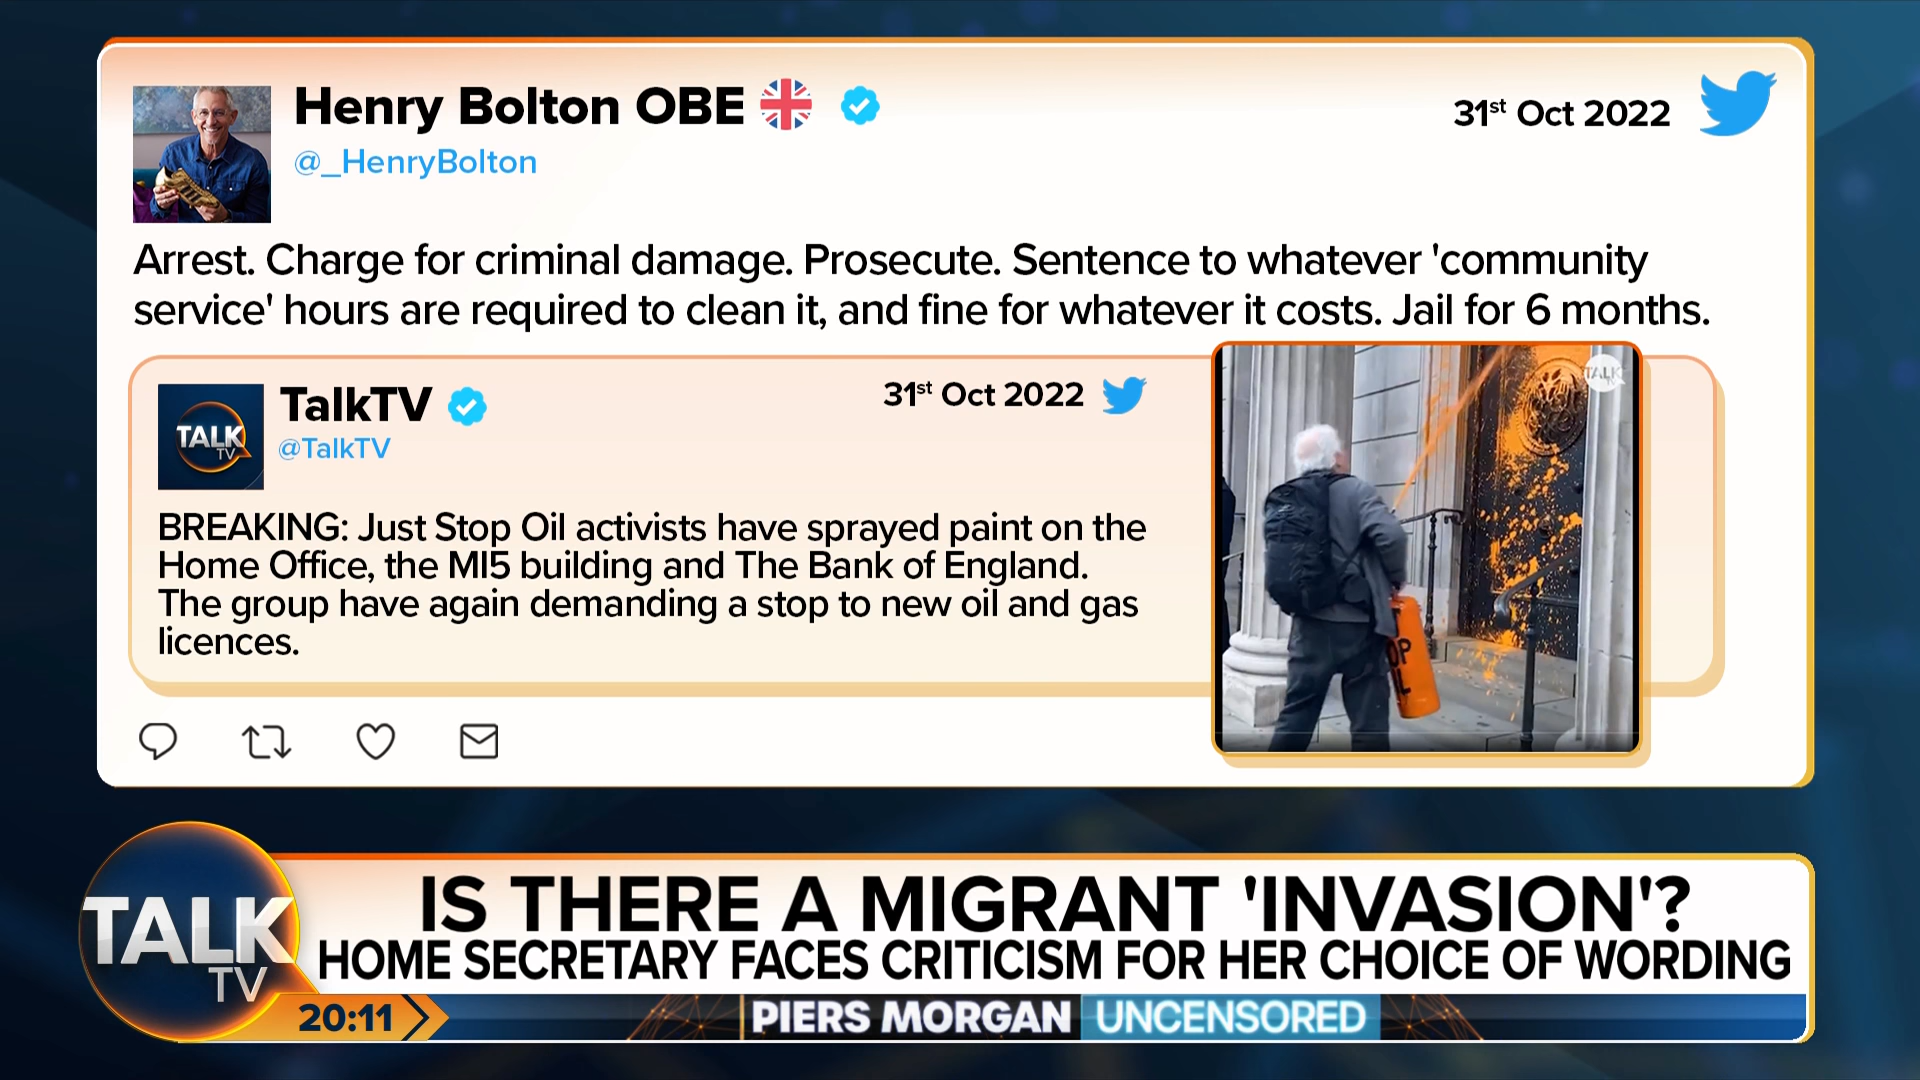 Henry Bolton OBE
31st Oct 2022
@_HenryBolton
Arrest. Charge for criminal damage. Prosecute. Sentence to whatever 'community
service' hours are required to clean it, and fine for whatever it costs. Jail for 6 months.
TALK
TV
TalkTV
31st Oct 2022
@TalkTV
BREAKING: Just Stop Oil activists have sprayed paint on the
Home Office, the MI5 building and The Bank of England.
The group have again demanding a stop to new oil and gas
licences.
TALK
TV
OP
IL
TALK
TV
IS THERE A MIGRANT 'INVASION'?
HOME SECRETARY FACES CRITICISM FOR HER CHOICE OF WORDING
20:11
PIERS MORGAN UNCENSORED